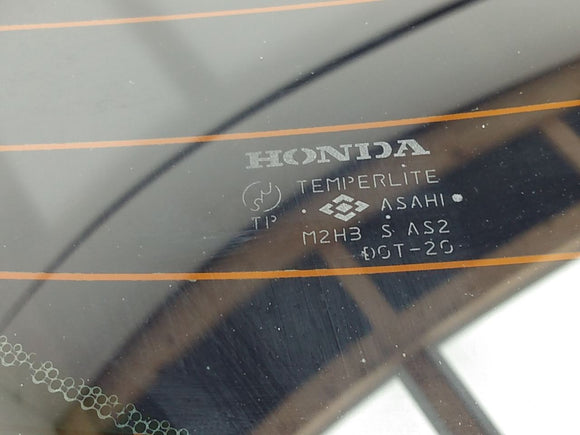 HONDA
TEMPERLITE
TP • ASAHI •
M2H3 S AS2
DOT-20